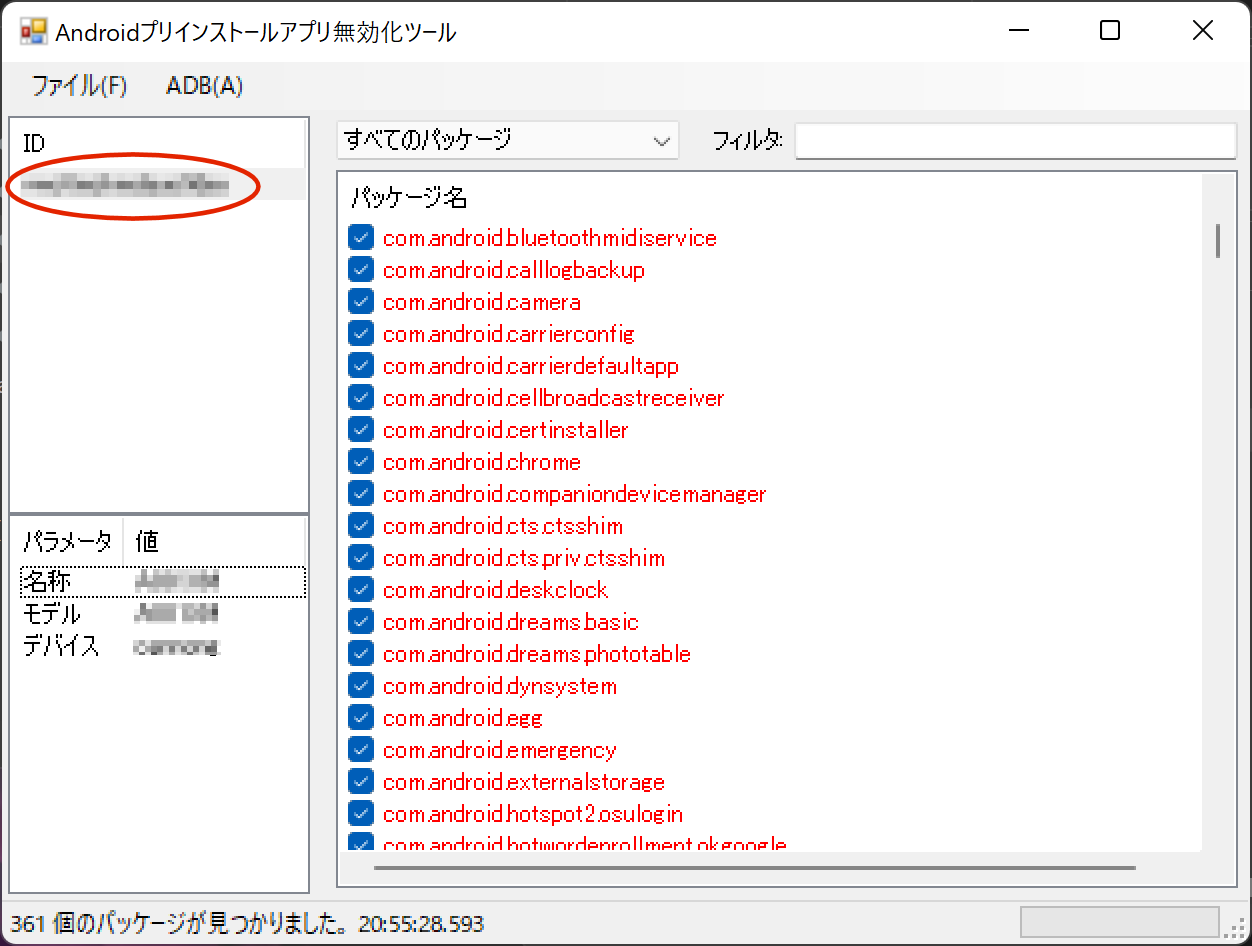 Androidプリインストールアプリ無効化ツール
ファイル(F) ADB(A)
ID
すべてのパッケージ フィルタ:
パッケージ名
com.android.bluetoothmidiservice
com.android.calllogbackup
com.android.camera
com.android.carrierconfig
com.android.carrierdefaultapp
com.android.cellbroadcastreceiver
com.android.certinstaller
com.android.chrome
com.android.companiondevicemanager
com.android.cts.ctsshim
com.android.cts.priv.ctsshim
com.android.deskclock
com.android.dreams.basic
com.android.dreams.phototable
com.android.dynsystem
com.android.egg
com.android.emergency
com.android.externalstorage
com.android.hotspot2.osulogin
com.android.hotwordenrollment.okgoogle
パラメータ 値
名称
モデル
デバイス
361 個のパッケージが見つかりました。20:55:28.593